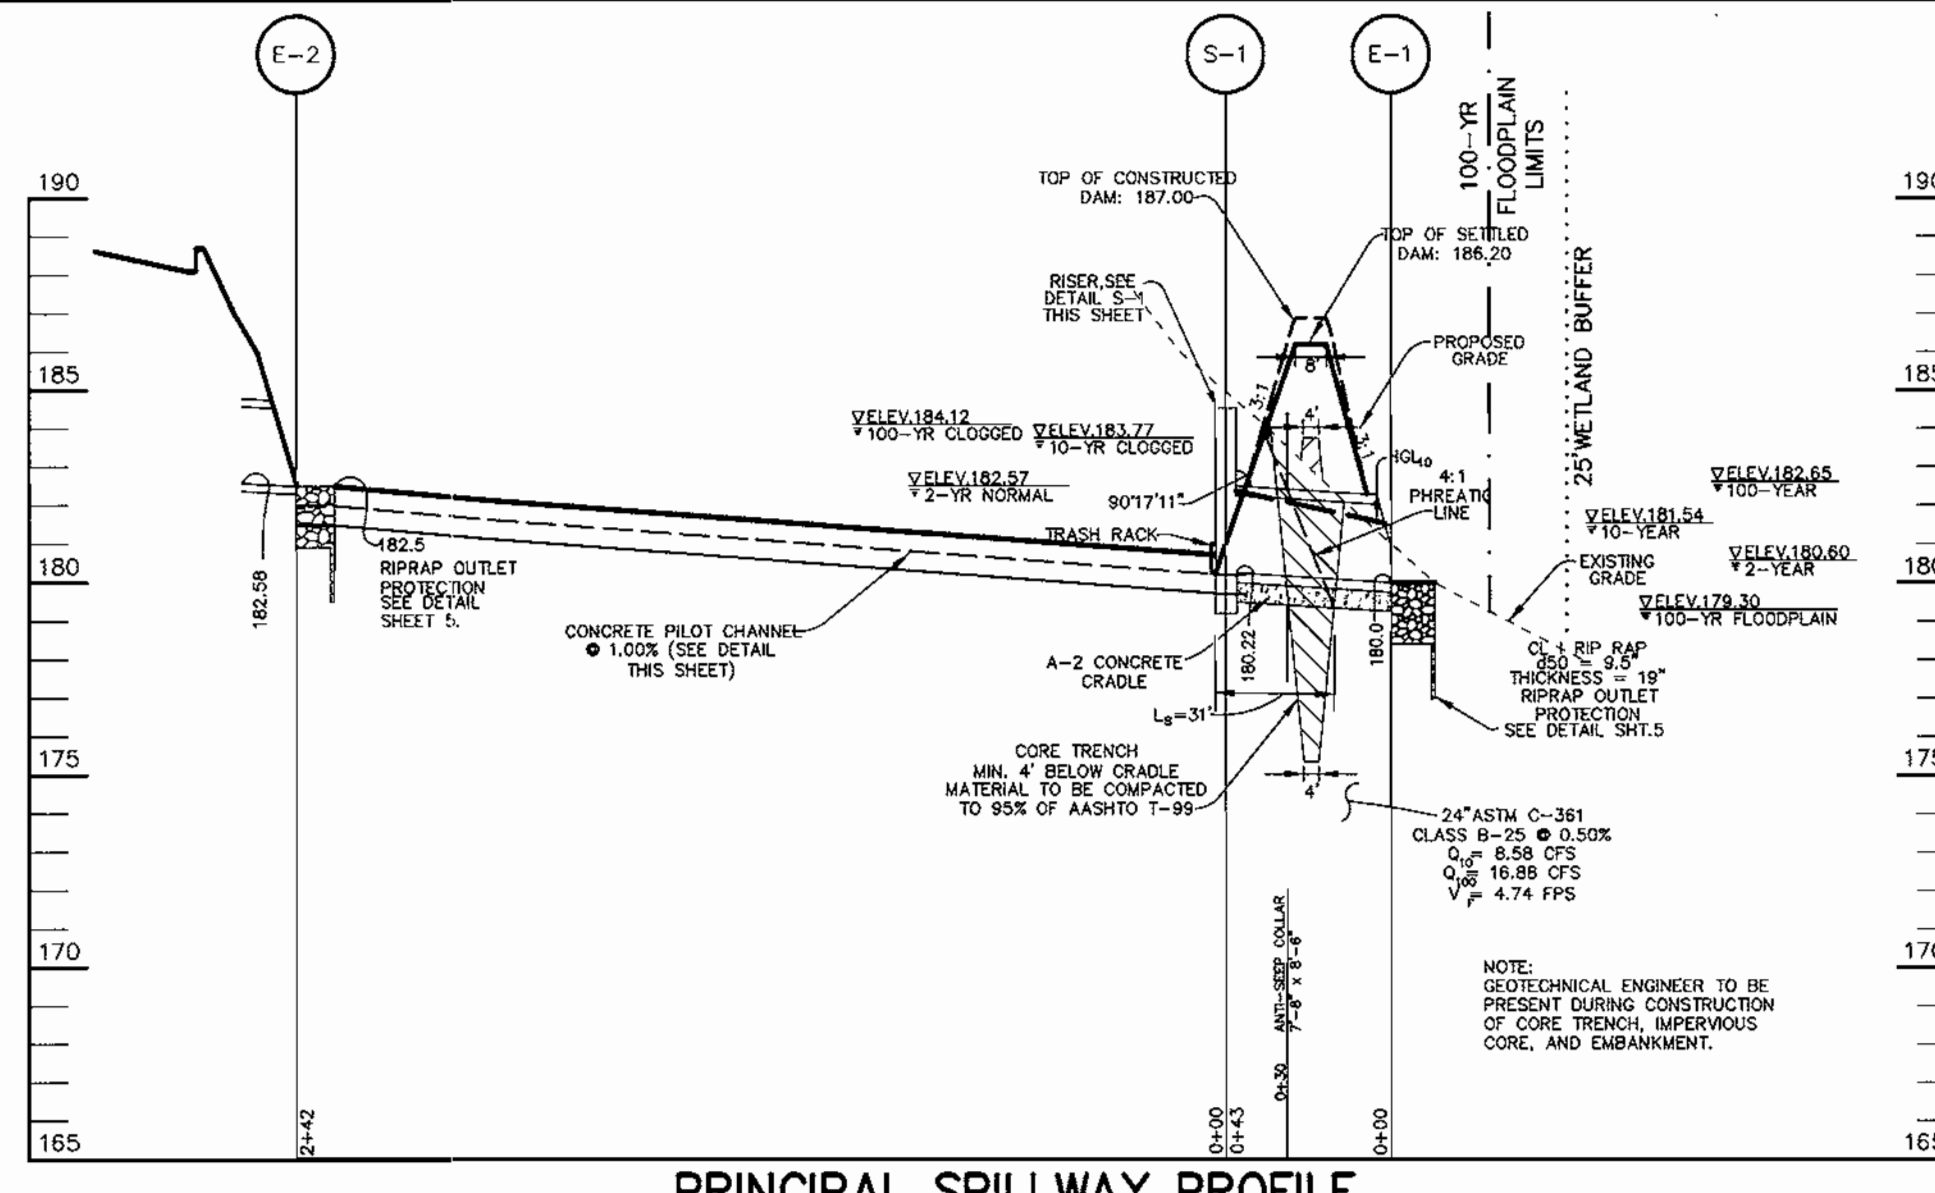 E-2
S-1
E-1
100-YR
FLOODPLAIN
LIMITS
25' WETLAND BUFFER
TOP OF CONSTRUCTED
DAM: 187.00
TOP OF SETTLED
DAM: 186.20
RISER,SEE
DETAIL S-1
THIS SHEET
PROPOSED
GRADE
8'
3:1
3:1
4'
190
185
180
175
170
165
ELEV.184.12
100-YR CLOGGED
ELEV.183.77
10-YR CLOGGED
ELEV.182.57
2-YR NORMAL
90°17'11"
TRASH RACK
4:1
PHREATIC
LINE
ELEV.182.65
100-YEAR
ELEV.181.54
10-YEAR
ELEV.180.60
2-YEAR
EXISTING
GRADE
ELEV.179.30
100-YR FLOODPLAIN
182.58
182.5
RIPRAP OUTLET
PROTECTION
SEE DETAIL
SHEET 5.
CONCRETE PILOT CHANNEL
@ 1.00% (SEE DETAIL
THIS SHEET)
A-2 CONCRETE
CRADLE
180.22
180.0
Ls=31'
RIP RAP
d50 = 9.5"
THICKNESS = 19"
RIPRAP OUTLET
PROTECTION
SEE DETAIL SHT.5
CORE TRENCH
MIN. 4' BELOW CRADLE
MATERIAL TO BE COMPACTED
TO 95% OF AASHTO T-99
4'
24"ASTM C-361
CLASS B-25 @ 0.50%
Q10= 8.58 CFS
Q100= 16.88 CFS
VF= 4.74 FPS
ANTI-SEEP COLLAR
7'-8" x 8'-6"
0+30
NOTE:
GEOTECHNICAL ENGINEER TO BE
PRESENT DURING CONSTRUCTION
OF CORE TRENCH, IMPERVIOUS
CORE, AND EMBANKMENT.
2+42
0+00
0+43
0+00
PRINCIPAL SPILLWAY PROFILE